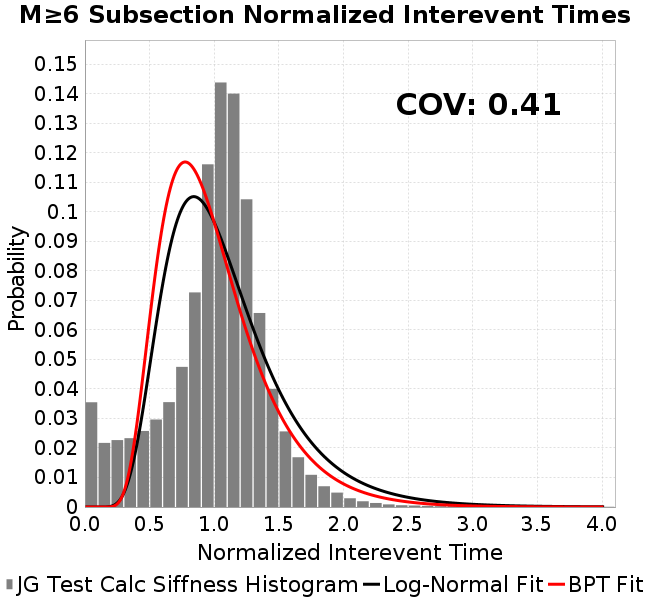 M≥6 Subsection Normalized Interevent Times
COV: 0.41
Probability
0.15
0.14
0.13
0.12
0.11
0.1
0.09
0.08
0.07
0.06
0.05
0.04
0.03
0.02
0.01
0
0.0 0.5 1.0 1.5 2.0 2.5 3.0 3.5 4.0
Normalized Interevent Time
JG Test Calc Siffness Histogram Log-Normal Fit BPT Fit